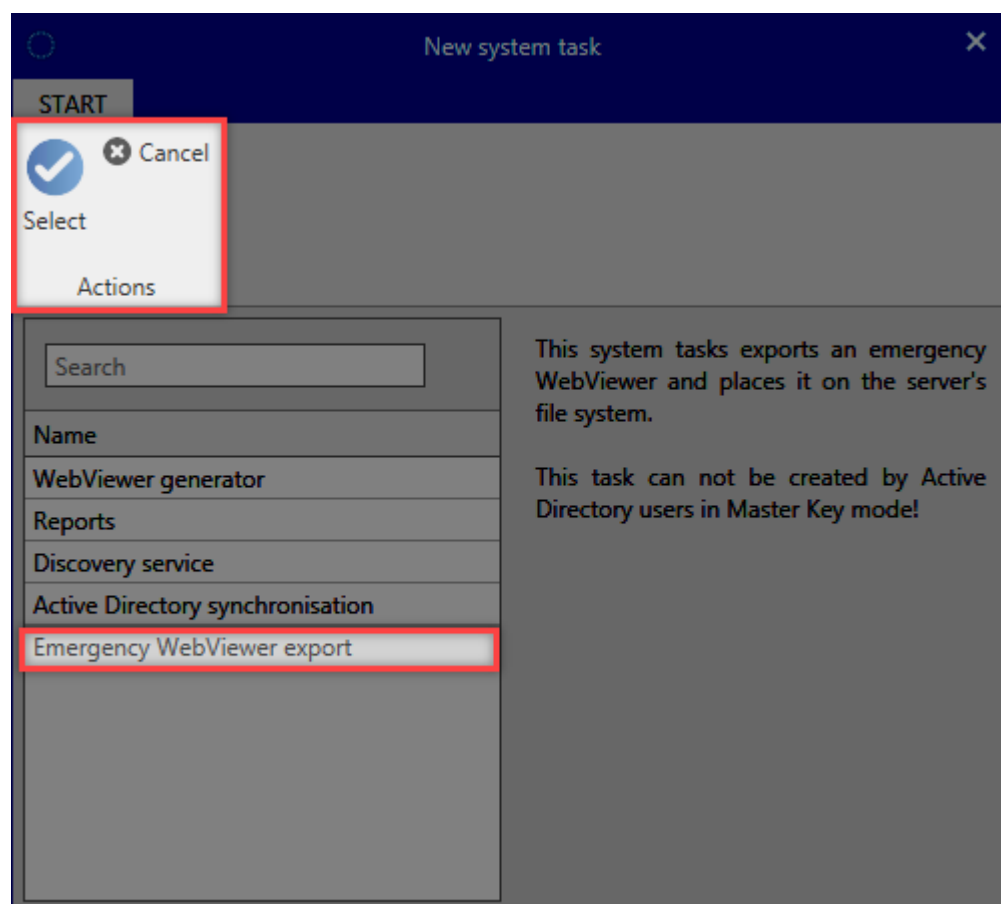 New system task
START
Cancel
Select
Actions
Search
Name
WebViewer generator
Reports
Discovery service
Active Directory synchronisation
Emergency WebViewer export
This system tasks exports an emergency
WebViewer and places it on the server's
file system.
This task can not be created by Active
Directory users in Master Key mode!